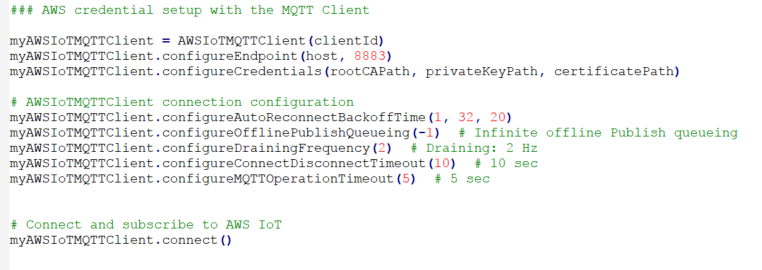 ### AWS credential setup with the MQTT Client
myAWSIoTMQTTClient = AWSIoTMQTTClient(clientId)
myAWSIoTMQTTClient.configureEndpoint(host, 8883)
myAWSIoTMQTTClient.configureCredentials(rootCAPath, privateKeyPath, certificatePath)
# AWSIoTMQTTClient connection configuration
myAWSIoTMQTTClient.configureAutoReconnectBackoffTime(1, 32, 20)
myAWSIoTMQTTClient.configureOfflinePublishQueueing(-1)  # Infinite offline Publish queueing
myAWSIoTMQTTClient.configureDrainingFrequency(2)  # Draining: 2 Hz
myAWSIoTMQTTClient.configureConnectDisconnectTimeout(10)  # 10 sec
myAWSIoTMQTTClient.configureMQTTOperationTimeout(5)  # 5 sec
# Connect and subscribe to AWS IoT
myAWSIoTMQTTClient.connect()